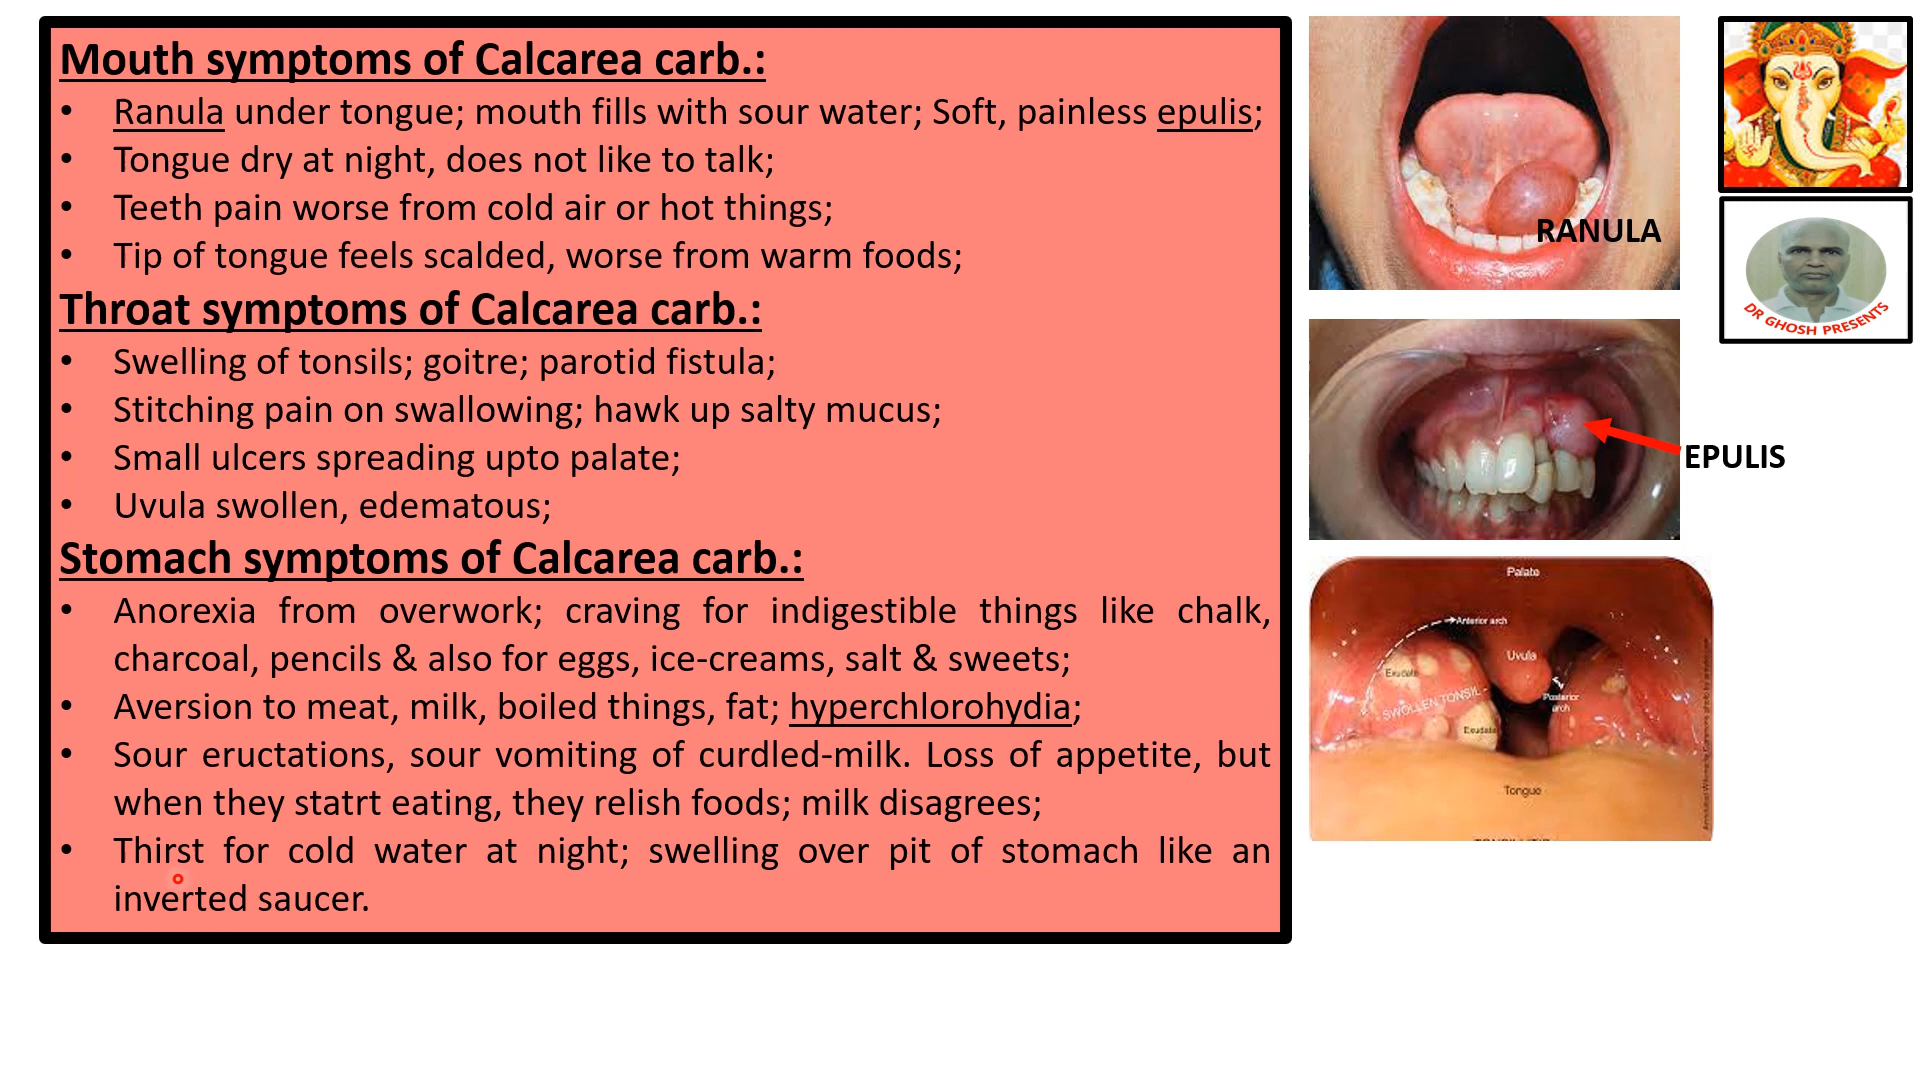 Mouth symptoms of Calcarea carb.:
• Ranula under tongue; mouth fills with sour water; Soft, painless epulis;
• Tongue dry at night, does not like to talk;
• Teeth pain worse from cold air or hot things;
• Tip of tongue feels scalded, worse from warm foods;
Throat symptoms of Calcarea carb.:
• Swelling of tonsils; goitre; parotid fistula;
• Stitching pain on swallowing; hawk up salty mucus;
• Small ulcers spreading upto palate;
• Uvula swollen, edematous;
Stomach symptoms of Calcarea carb.:
• Anorexia from overwork; craving for indigestible things like chalk,
charcoal, pencils & also for eggs, ice-creams, salt & sweets;
• Aversion to meat, milk, boiled things, fat; hyperchlorohydia;
• Sour eructations, sour vomiting of curdled-milk. Loss of appetite, but
when they statrt eating, they relish foods; milk disagrees;
• Thirst for cold water at night; swelling over pit of stomach like an
inverted saucer.
RANULA
EPULIS
Palate
Anterior arch
Uvula
Exudate
Posterior
arch
SWOLLEN TONSIL
Exudate
Tongue
DR GHOSH PRESENTS